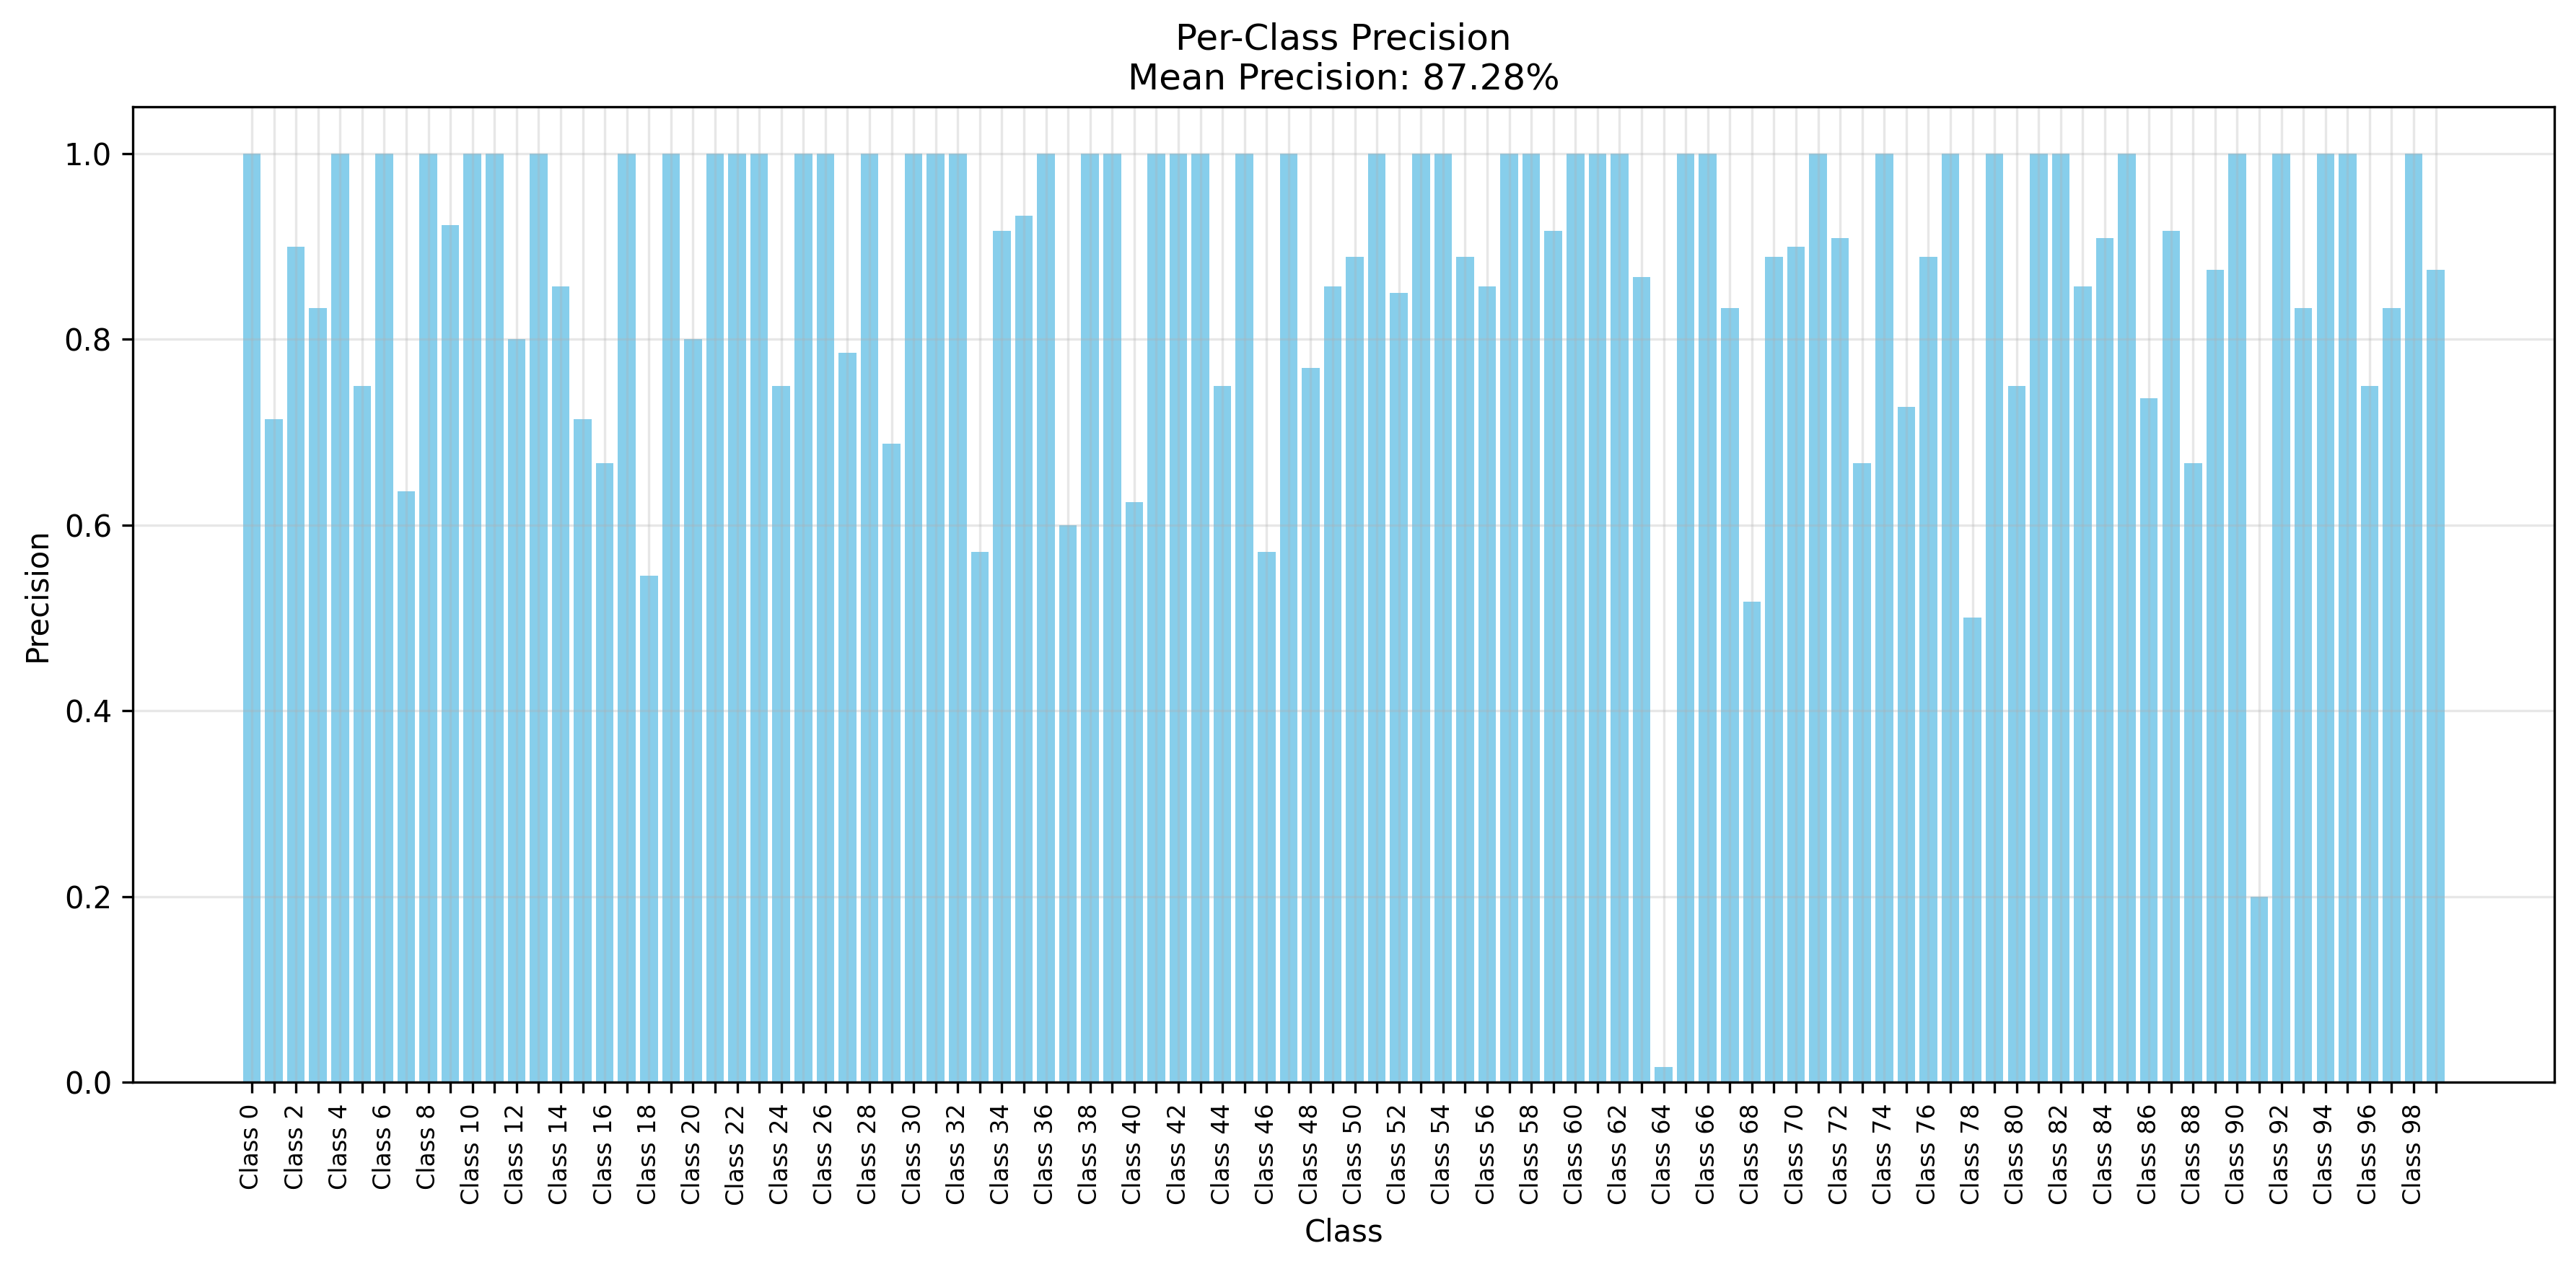 Per-Class Precision
Mean Precision: 87.28%
Precision
1.0
0.8
0.6
0.4
0.2
0.0
Class 0
Class 2
Class 4
Class 6
Class 8
Class 10
Class 12
Class 14
Class 16
Class 18
Class 20
Class 22
Class 24
Class 26
Class 28
Class 30
Class 32
Class 34
Class 36
Class 38
Class 40
Class 42
Class 44
Class 46
Class 48
Class 50
Class 52
Class 54
Class 56
Class 58
Class 60
Class 62
Class 64
Class 66
Class 68
Class 70
Class 72
Class 74
Class 76
Class 78
Class 80
Class 82
Class 84
Class 86
Class 88
Class 90
Class 92
Class 94
Class 96
Class 98
Class